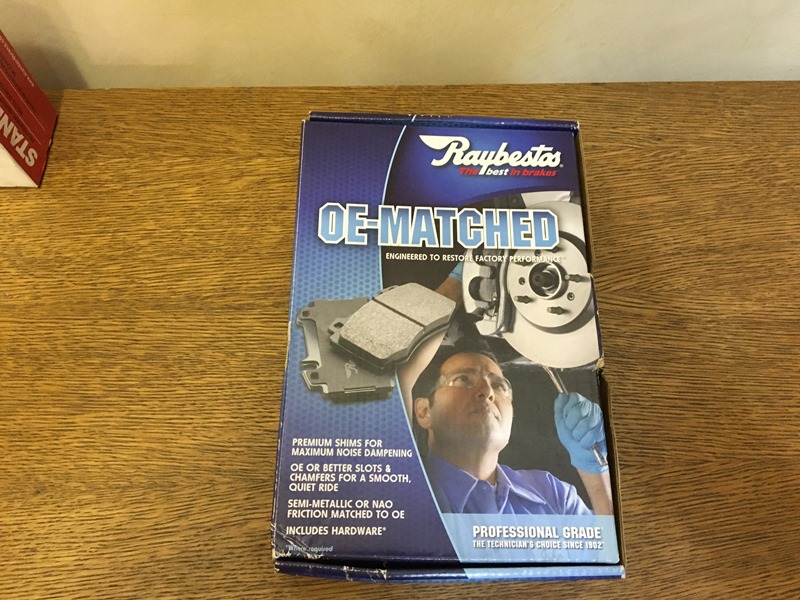 STAN
Raybestos
The best in brakes
OE-MATCHED
ENGINEERED TO RESTORE FACTORY PERFORMANCE
PREMIUM SHIMS FOR
MAXIMUM NOISE DAMPENING
OE OR BETTER SLOTS &
CHAMFERS FOR A SMOOTH,
QUIET RIDE
SEMI-METALLIC OR NAO
FRICTION MATCHED TO OE
INCLUDES HARDWARE*
*Where required
PROFESSIONAL GRADE
THE TECHNICIAN'S CHOICE SINCE 1902